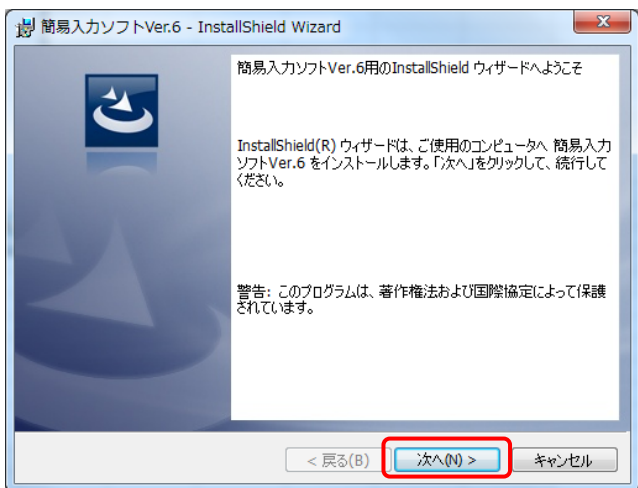 簡易入力ソフトVer.6 - InstallShield Wizard
簡易入力ソフトVer.6用のInstallShield ウィザードへようこそ
InstallShield(R) ウィザードは、ご使用のコンピュータへ 簡易入力
ソフトVer.6 をインストールします。「次へ」をクリックして、続行して
ください。
警告: このプログラムは、著作権法および国際協定によって保護
されています。
< 戻る(B)
次へ(N) >
キャンセル